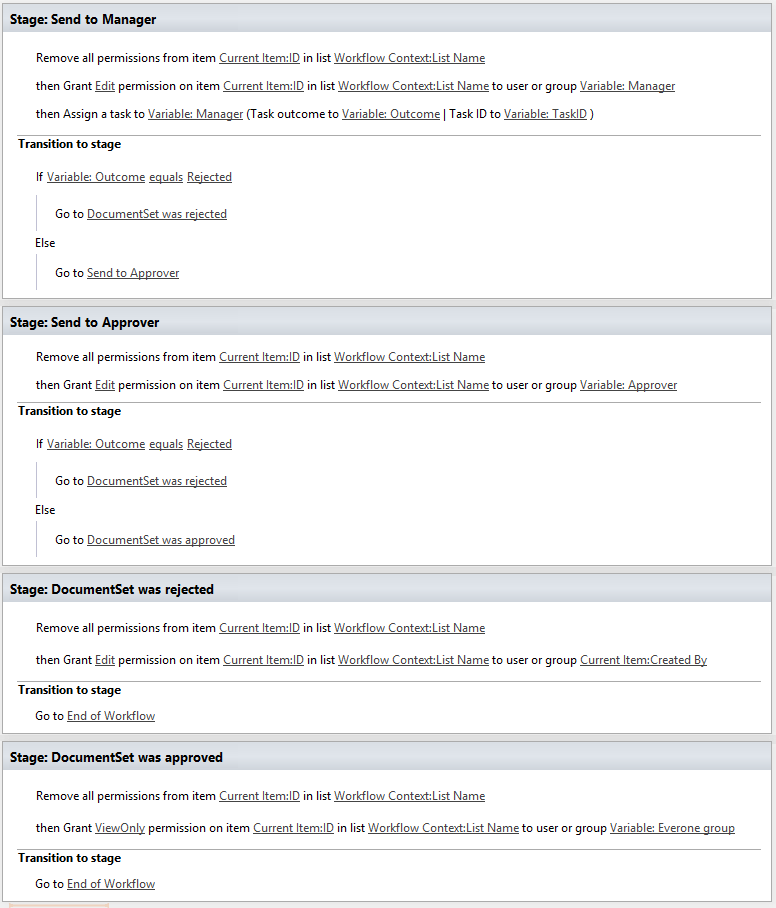 Stage: Send to Manager
Remove all permissions from item Current Item:ID in list Workflow Context:List Name
then Grant Edit permission on item Current Item:ID in list Workflow Context:List Name to user or group Variable: Manager
then Assign a task to Variable: Manager (Task outcome to Variable: Outcome | Task ID to Variable: TaskID )
Transition to stage
If Variable: Outcome equals Rejected
Go to DocumentSet was rejected
Else
Go to Send to Approver
Stage: Send to Approver
Remove all permissions from item Current Item:ID in list Workflow Context:List Name
then Grant Edit permission on item Current Item:ID in list Workflow Context:List Name to user or group Variable: Approver
Transition to stage
If Variable: Outcome equals Rejected
Go to DocumentSet was rejected
Else
Go to DocumentSet was approved
Stage: DocumentSet was rejected
Remove all permissions from item Current Item:ID in list Workflow Context:List Name
then Grant Edit permission on item Current Item:ID in list Workflow Context:List Name to user or group Current Item:Created By
Transition to stage
Go to End of Workflow
Stage: DocumentSet was approved
Remove all permissions from item Current Item:ID in list Workflow Context:List Name
then Grant ViewOnly permission on item Current Item:ID in list Workflow Context:List Name to user or group Variable: Everone group
Transition to stage
Go to End of Workflow